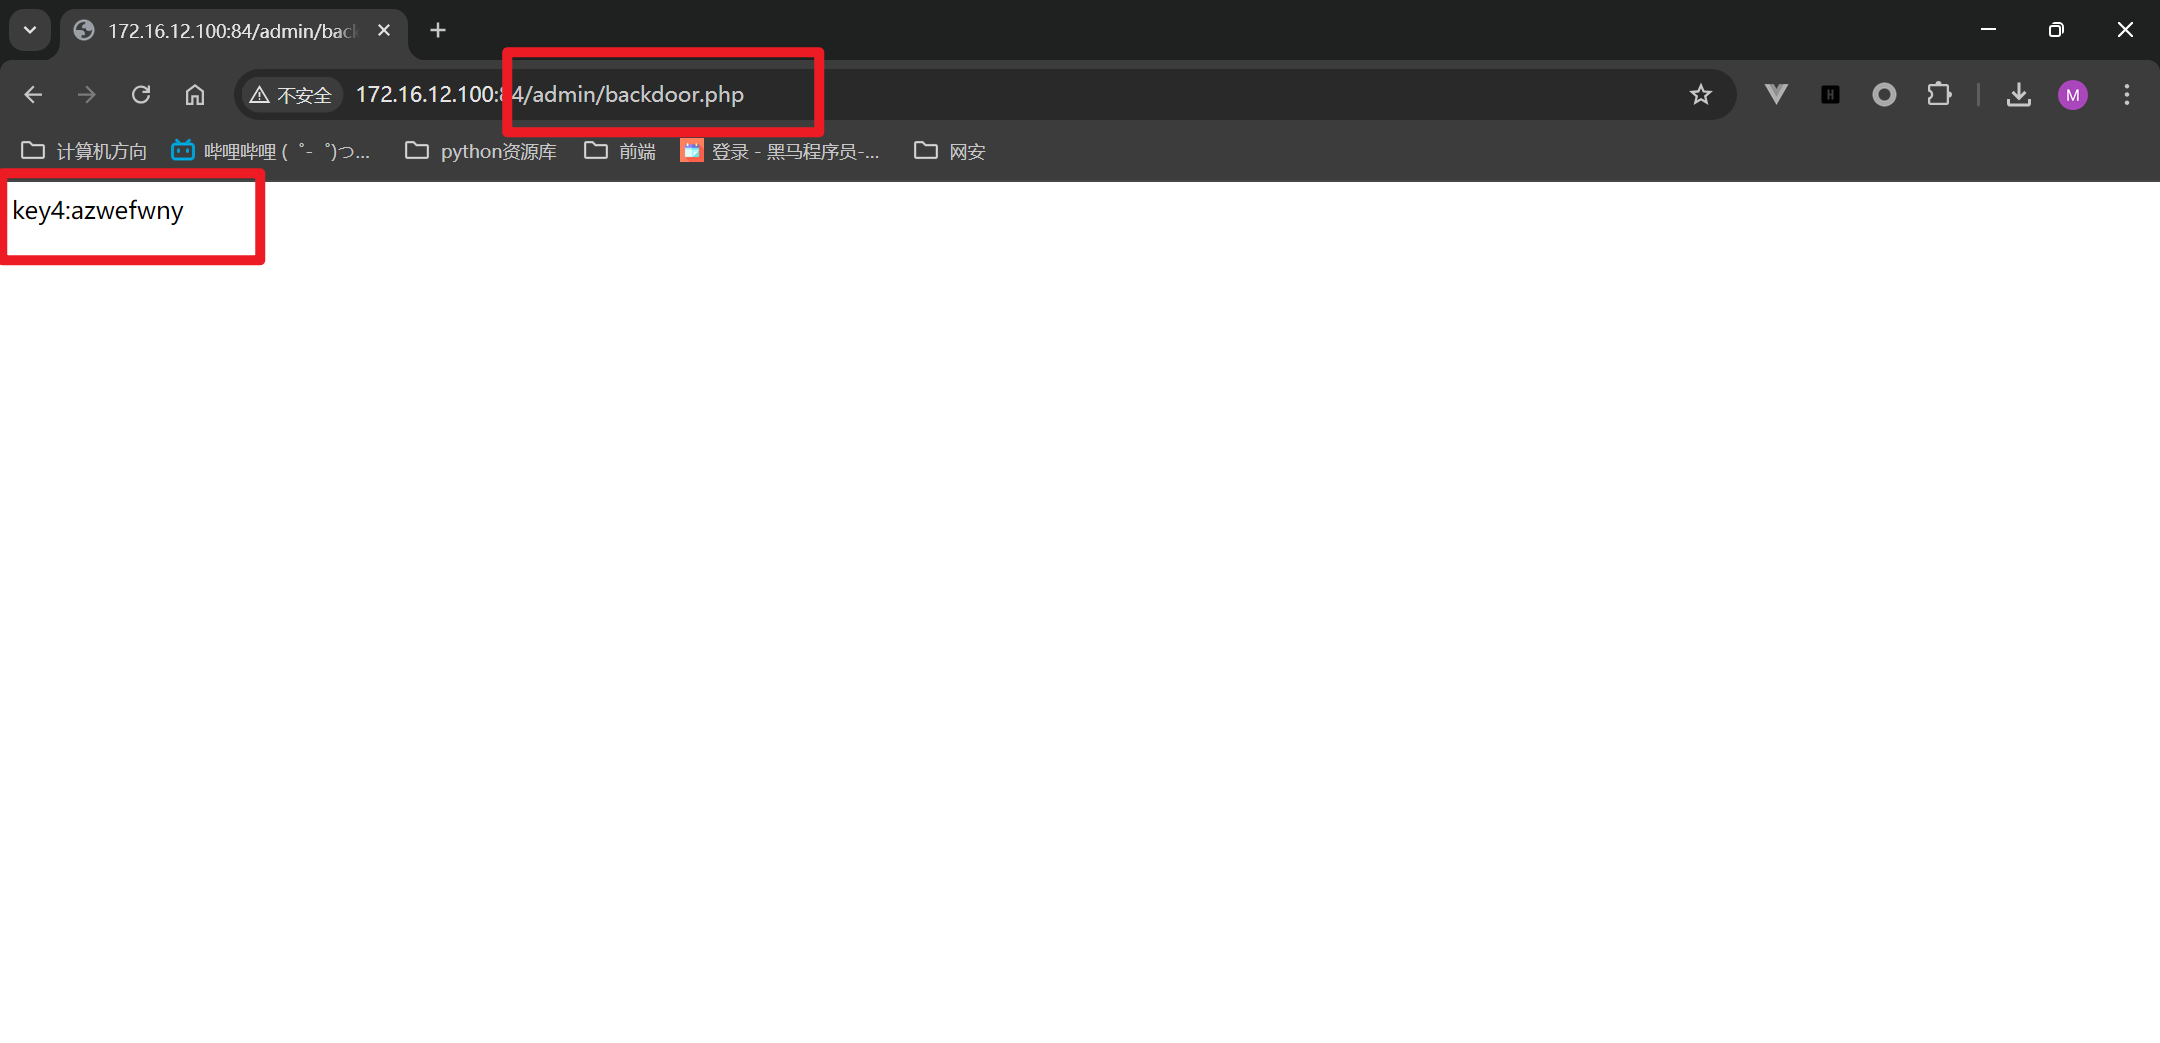 172.16.12.100:84/admin/back
不安全 172.16.12.100:84/admin/backdoor.php M
计算机方向 哔哩哔哩 ( ゜- ゜)つ... python资源库 前端 登录 - 黑马程序员-... 网安
key4:azwefwny